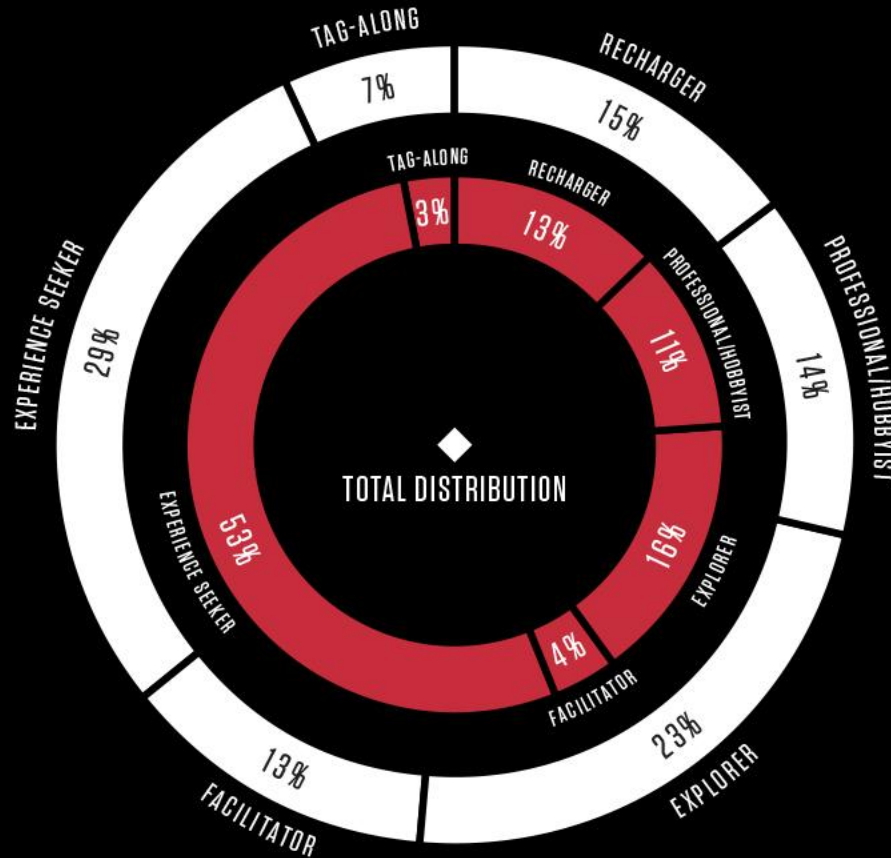 TAG-ALONG
7%
RECHARGER
15%
PROFESSIONAL/HOBBYIST
14%
EXPLORER
23%
FACILITATOR
13%
EXPERIENCE SEEKER
29%
TAG-ALONG
3%
RECHARGER
13%
PROFESSIONAL/HOBBYIST
11%
EXPLORER
16%
FACILITATOR
4%
EXPERIENCE SEEKER
53%
TOTAL DISTRIBUTION